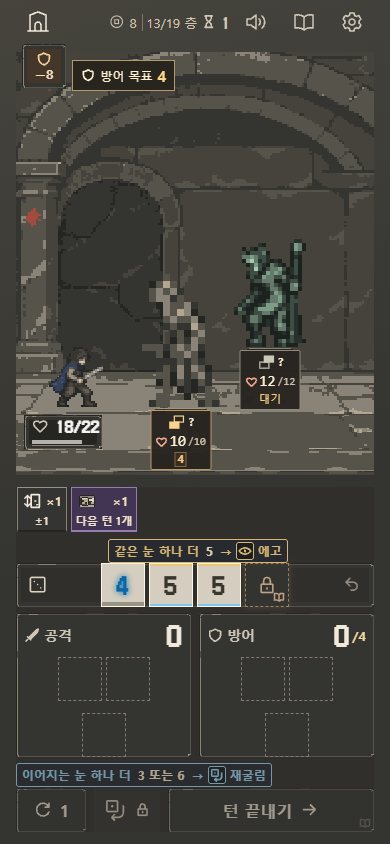 8 13/19 층 1
−8
방어 목표 4
?
12/12
대기
?
10/10
4
18/22
×1
±1
×1
다음 턴 1개
같은 눈 하나 더 5 → 예고
4 5 5
공격 0
방어 0/4
이어지는 눈 하나 더 3 또는 6 → 재굴림
1
턴 끝내기 →